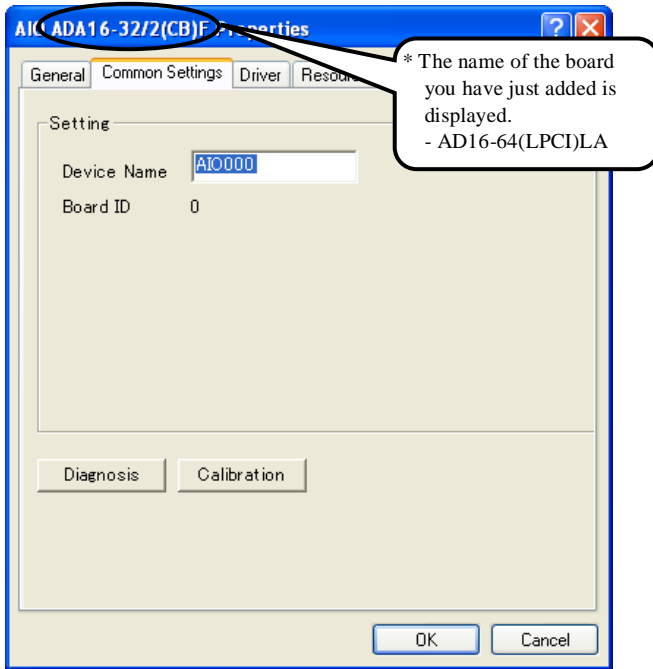 AIO ADA16-32/2(CB)F Properties
* The name of the board
you have just added is
displayed.
- AD16-64(LPCI)LA
General Common Settings Driver
Setting
Device Name AIO000
Board ID 0
Diagnosis Calibration
OK Cancel